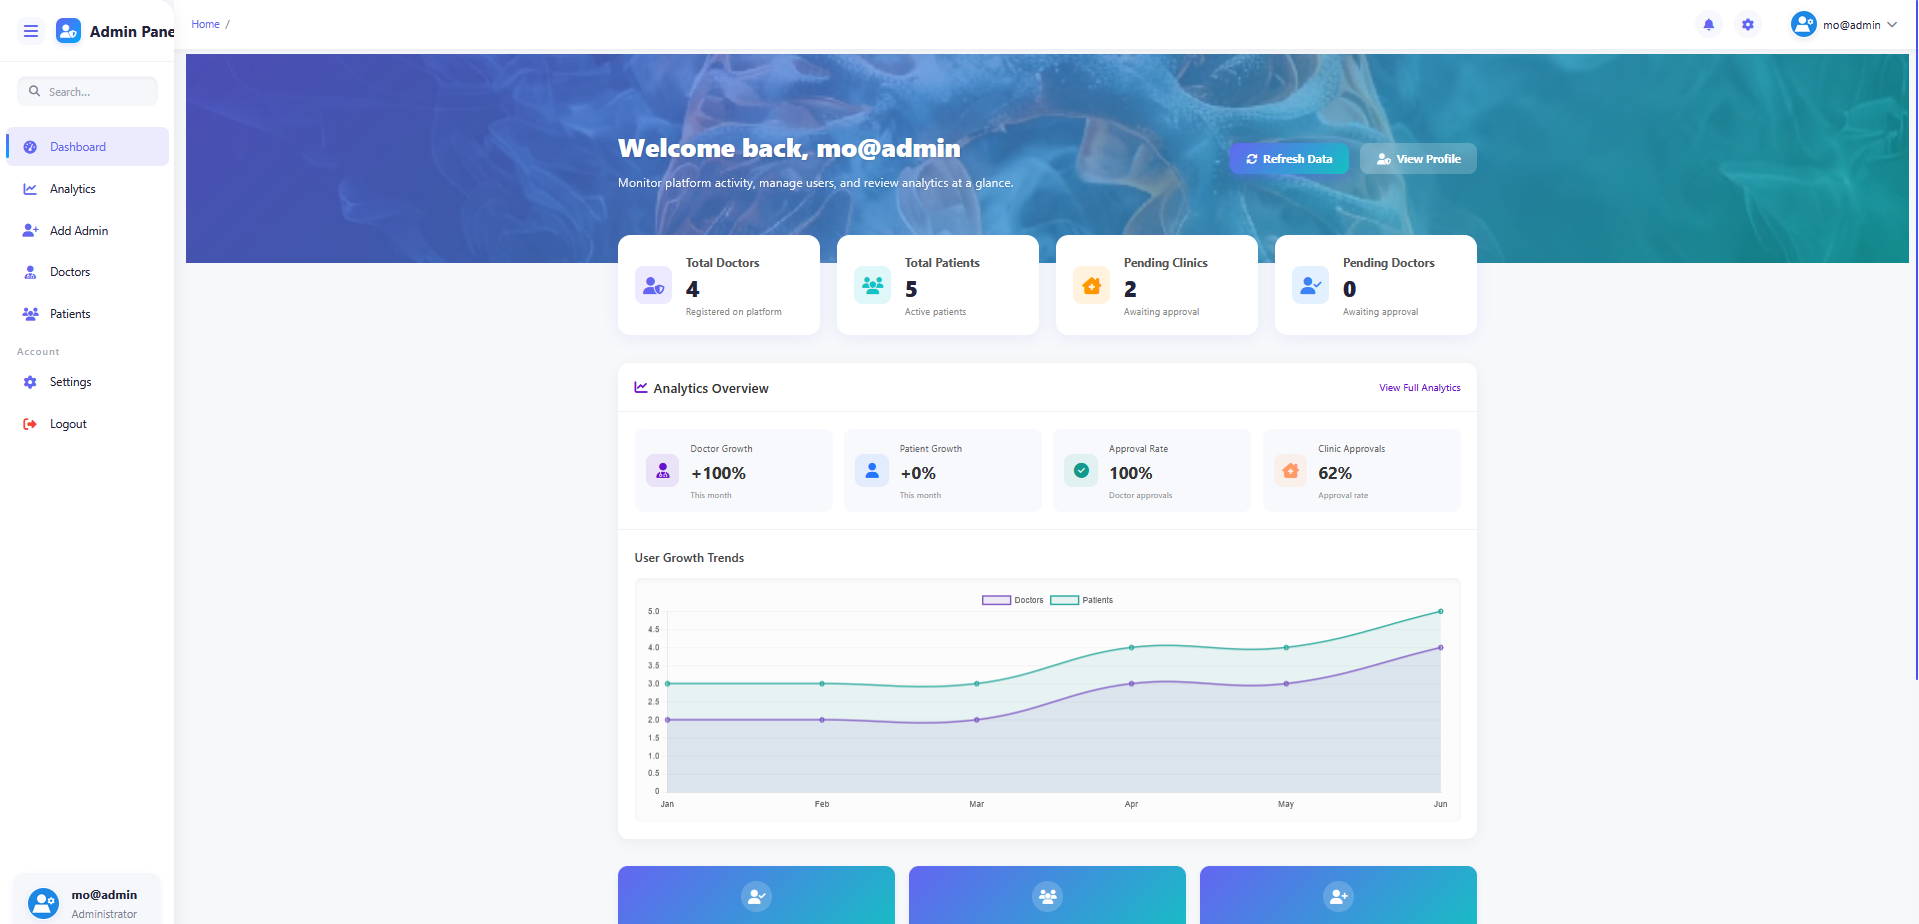 Admin Pane
Home /
mo@admin
Search...
Dashboard
Analytics
Add Admin
Doctors
Patients
Account
Settings
Logout
mo@admin
Administrator
Welcome back, mo@admin
Monitor platform activity, manage users, and review analytics at a glance.
Refresh Data
View Profile
Total Doctors
4
Registered on platform
Total Patients
5
Active patients
Pending Clinics
2
Awaiting approval
Pending Doctors
0
Awaiting approval
Analytics Overview
View Full Analytics
Doctor Growth
+100%
This month
Patient Growth
+0%
This month
Approval Rate
100%
Doctor approvals
Clinic Approvals
62%
Approval rate
User Growth Trends
Doctors Patients
5.0
4.5
4.0
3.5
3.0
2.5
2.0
1.5
1.0
0.5
0
Jan Feb Mar Apr May Jun